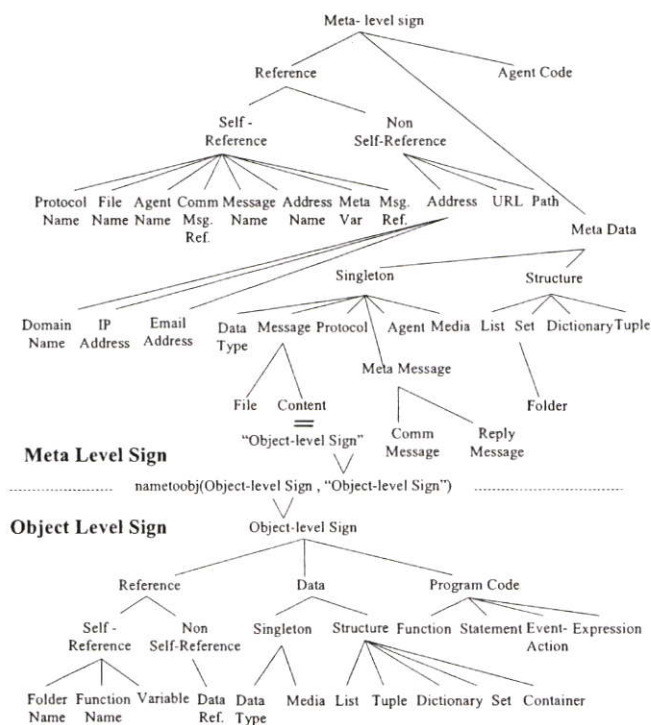 Meta- level sign
Reference Agent Code
Self - Non
Reference Self-Reference
Protocol File Agent Comm Message Address Meta Msg. Address URL Path
Name Name Name Msg. Name Name Var Ref.
Ref.
Meta Data
Singleton Structure
Domain IP Email Data Message Protocol Agent Media List Set Dictionary Tuple
Name Address Address Type
Meta Message
File Content Folder
“Object-level Sign” Comm Reply
Message Message
Meta Level Sign
nametoobj(Object-level Sign , “Object-level Sign”)
Object Level Sign Object-level Sign
Reference Data Program Code
Self - Non Singleton Structure Function Statement Event- Expression
Reference Self-Reference Action
Folder Function Variable Data Data Media List Tuple Dictionary Set Container
Name Name Ref. Type